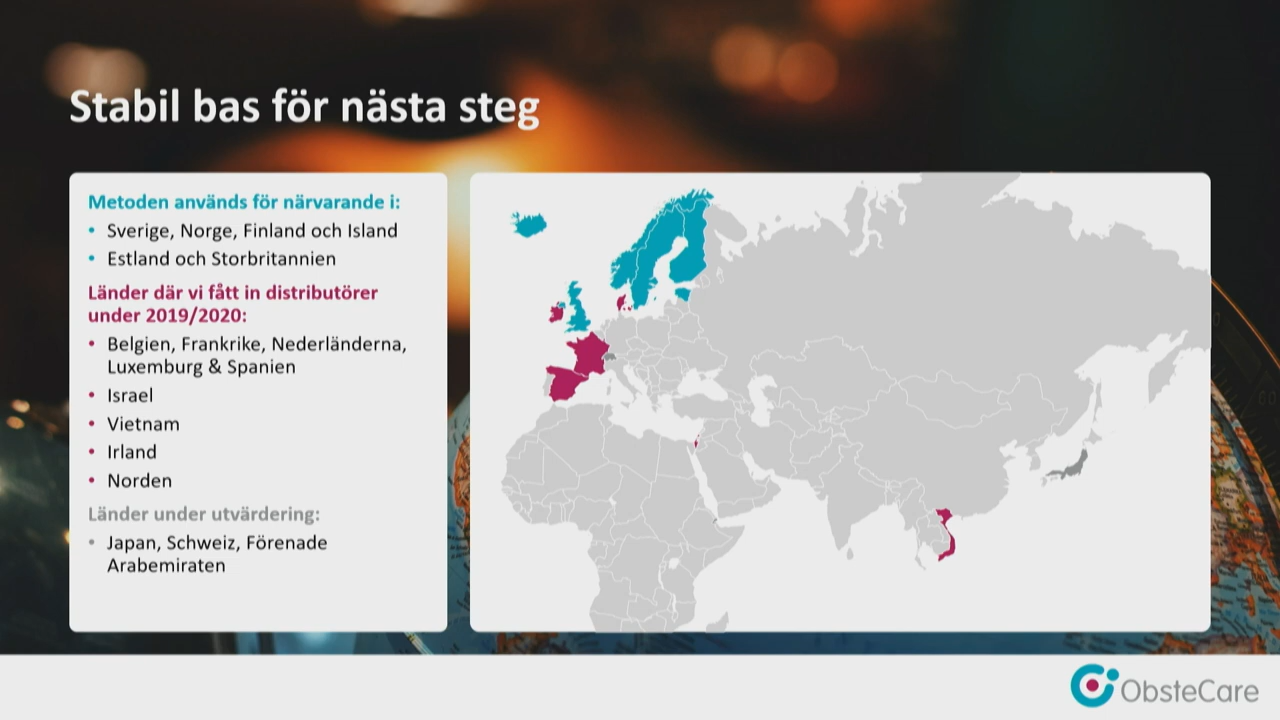 Stabil bas för nästa steg
Metoden används för närvarande i:
• Sverige, Norge, Finland och Island
• Estland och Storbritannien
Länder där vi fått in distributörer
under 2019/2020:
• Belgien, Frankrike, Nederländerna,
Luxemburg & Spanien
• Israel
• Vietnam
• Irland
• Norden
Länder under utvärdering:
• Japan, Schweiz, Förenade
Arabemiraten
ObsteCare